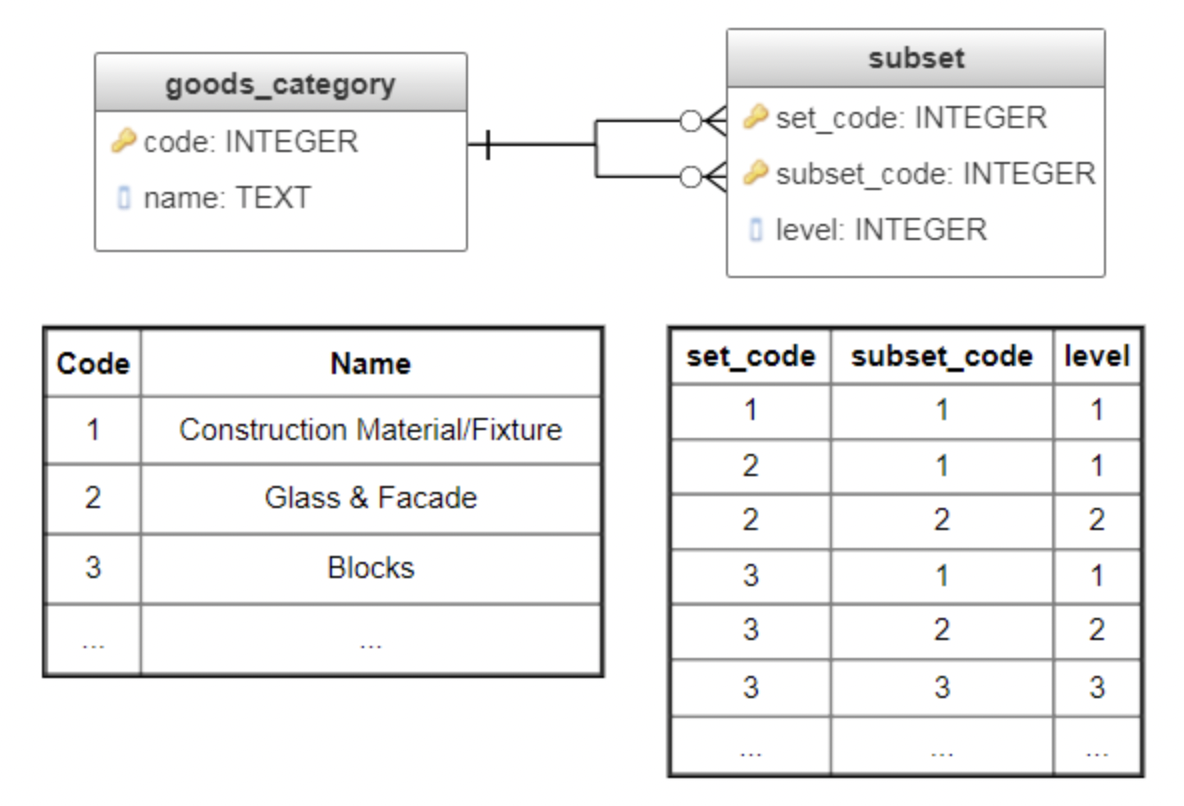 goods_category
code: INTEGER
name: TEXT
subset
set_code: INTEGER
subset_code: INTEGER
level: INTEGER
Code Name
1 Construction Material/Fixture
2 Glass & Facade
3 Blocks
... ...
set_code subset_code level
1 1 1
2 1 1
2 2 2
3 1 1
3 2 2
3 3 3
... ... ...